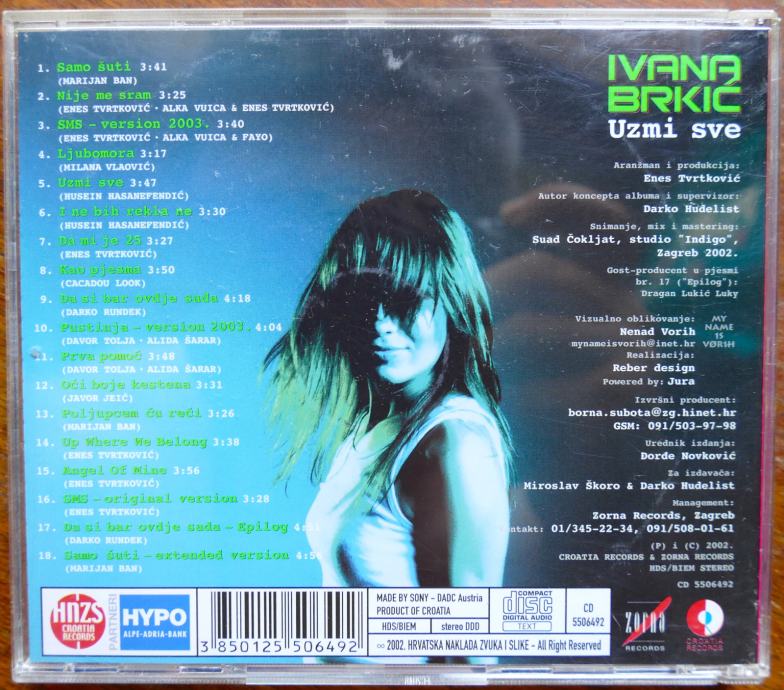 1. Samo šuti 3:41
(MARIJAN BAN)
2. Nije me sram 3:25
(ENES TVRTKOVIĆ · ALKA VUICA & ENES TVRTKOVIĆ)
3. SMS - version 2003. 3:40
(ENES TVRTKOVIĆ · ALKA VUICA & FAYO)
4. Ljubomora 3:17
(MILANA VLAOVIĆ)
5. Uzmi sve 3:47
(HUSEIN HASANEFENDIĆ)
6. I ne bih rekla ne 3:30
(HUSEIN HASANEFENDIĆ)
7. Da mi je 25 3:27
(ENES TVRTKOVIĆ)
8. Kao pjesma 3:50
(CACADOU LOOK)
9. Da si bar ovdje sada 4:18
(DARKO RUNDEK)
10. Pustinja - version 2003. 4:04
(DAVOR TOLJA · ALIDA ŠARAR)
11. Prva pomoć 3:48
(DAVOR TOLJA · ALIDA ŠARAR)
12. Oči boje kestena 3:31
(JAVOR JEIĆ)
13. Poljupcem ću reći 3:26
(MARIJAN BAN)
14. Up Where We Belong 3:38
(ENES TVRTKOVIĆ)
15. Angel Of Mine 3:56
(ENES TVRTKOVIĆ)
16. SMS - original version 3:28
(ENES TVRTKOVIĆ)
17. Da si bar ovdje sada - Epilog 4:51
(DARKO RUNDEK)
18. Samo šuti - extended version 4:56
(MARIJAN BAN)
IVANA
BRKIĆ
Uzmi sve
Aranžman i produkcija:
Enes Tvrtković
Autor koncepta albuma i supervizor:
Darko Hudelist
Snimanje, mix i mastering:
Suad Čokljat, studio "Indigo",
Zagreb 2002.
Gost-producent u pjesmi
br. 17 ("Epilog"):
Dragan Lukić Luky
Vizualno oblikovanje:
Nenad Vorih
mynameisvorih@inet.hr
MY
NAME
IS
VØRIH
Realizacija:
Reber design
Powered by: Jura
Izvršni producent:
borna.subota@zg.hinet.hr
GSM: 091/503-97-98
Urednik izdanja:
Đorđe Novković
Za izdavača:
Miroslav Škoro & Darko Hudelist
Management:
Zorna Records, Zagreb
Kontakt: 01/345-22-34, 091/508-01-61
(P) i (C) 2002.
CROATIA RECORDS & ZORNA RECORDS
HDS/BIEM STEREO
CD 5506492
HNZS
CROATIA
RECORDS
PARTNERI
HYPO
ALPE-ADRIA-BANK
3 850125 506492
MADE BY SONY - DADC Austria
PRODUCT OF CROATIA
HDS/BIEM
stereo DDD
∞ 2002. HRVATSKA NAKLADA ZVUKA I SLIKE - All Right Reserved
COMPACT
disc
DIGITAL AUDIO
TEXT
CD
5506492
zorna
RECORDS
CROATIA
RECORDS